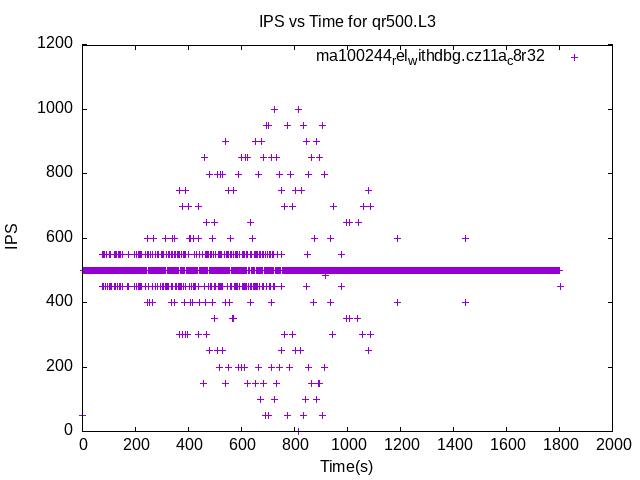 IPS vs Time for qr500.L3
ma100244relwithdbg.cz11ac8r32
1200
1000
800
600
400
200
0
IPS
0 200 400 600 800 1000 1200 1400 1600 1800 2000
Time(s)